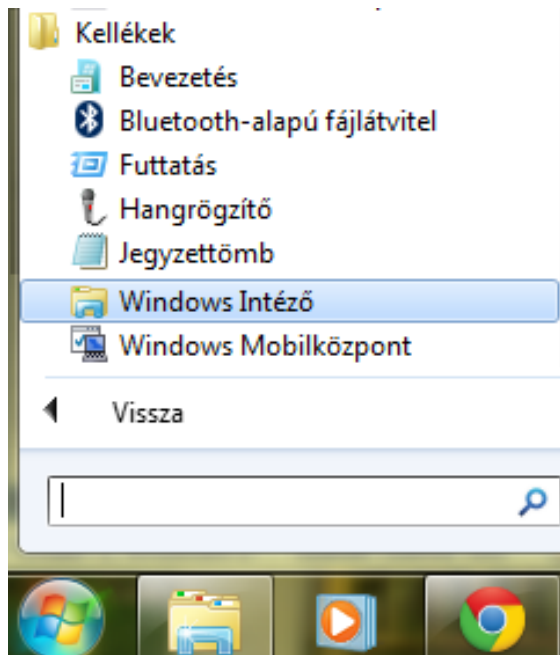 Kellékek
Bevezetés
Bluetooth-alapú fájlátvitel
Futtatás
Hangrögzítő
Jegyzettömb
Windows Intéző
Windows Mobilközpont
Vissza